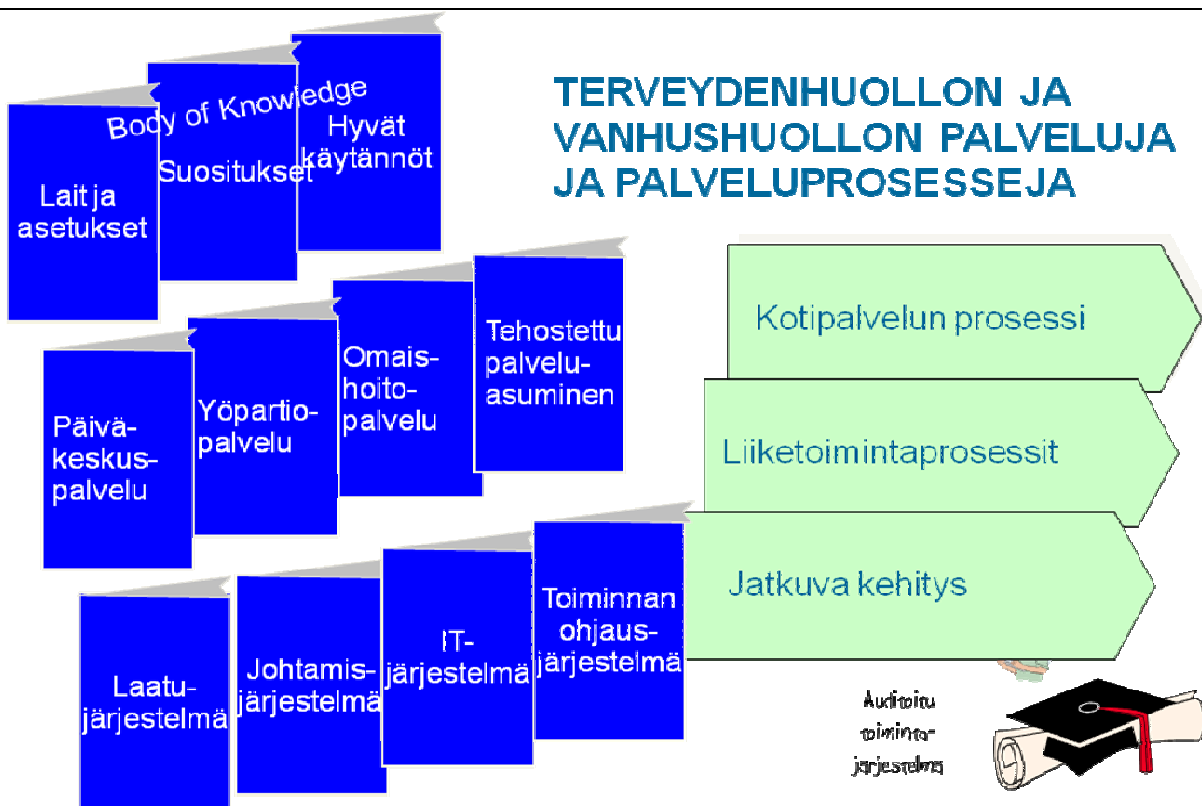 TERVEYDENHUOLLON JA
VANHUSHUOLLON PALVELUJA
JA PALVELUPROSESSEJA
Body of Knowledge
Lait ja
asetukset
Suositukset
Hyvät
käytännöt
Päivä-
keskus-
palvelu
Yöpartio-
palvelu
Omais-
hoito-
palvelu
Tehostettu
palvelu-
asuminen
Laatu-
järjestelmä
Johtamis-
järjestelmä
IT-
järjestelmä
Toiminnan
ohjaus-
järjestelmä
Kotipalvelun prosessi
Liiketoimintaprosessit
Jatkuva kehitys
Auditoitu
toiminta-
järjestelmä